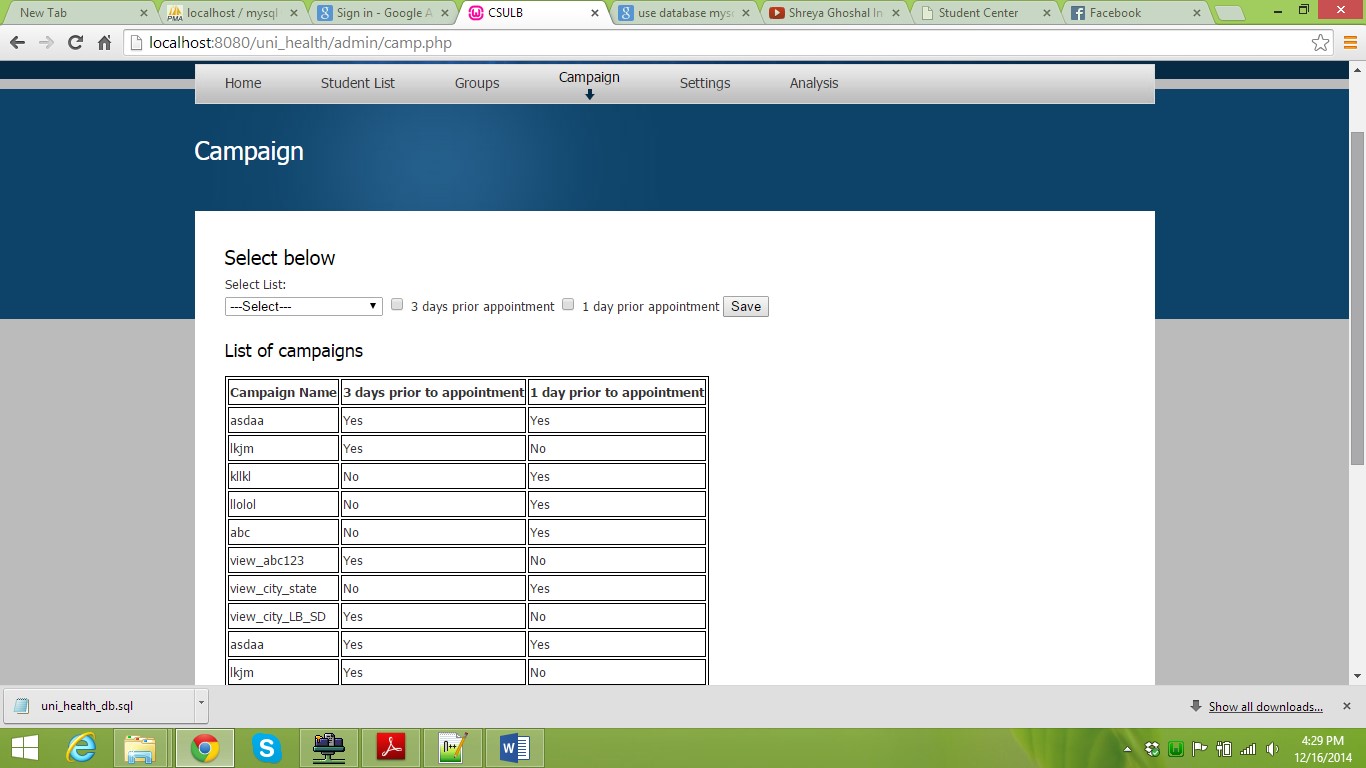 New Tab localhost / mysql Sign in - Google A CSULB use database mysq Shreya Ghoshal In Student Center Facebook
localhost:8080/uni_health/admin/camp.php
Home Student List Groups Campaign Settings Analysis
Campaign
Select below
Select List:
---Select--- 3 days prior appointment 1 day prior appointment Save
List of campaigns
Campaign Name 3 days prior to appointment 1 day prior to appointment
asdaa Yes Yes
lkjm Yes No
kllkl No Yes
llolol No Yes
abc No Yes
view_abc123 Yes No
view_city_state No Yes
view_city_LB_SD Yes No
asdaa Yes Yes
lkjm Yes No
uni_health_db.sql Show all downloads...
4:29 PM
12/16/2014